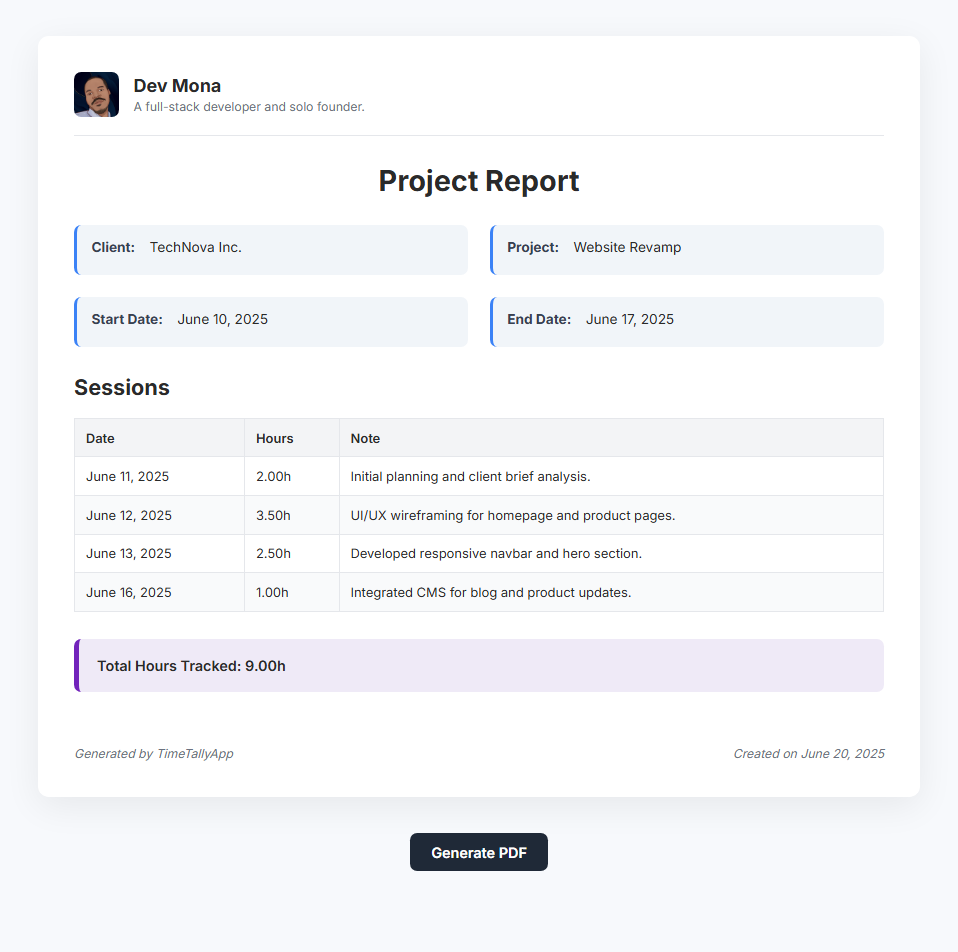 Dev Mona
A full-stack developer and solo founder.
Project Report
Client: TechNova Inc.
Project: Website Revamp
Start Date: June 10, 2025
End Date: June 17, 2025
Sessions
Date Hours Note
June 11, 2025 2.00h Initial planning and client brief analysis.
June 12, 2025 3.50h UI/UX wireframing for homepage and product pages.
June 13, 2025 2.50h Developed responsive navbar and hero section.
June 16, 2025 1.00h Integrated CMS for blog and product updates.
Total Hours Tracked: 9.00h
Generated by TimeTallyApp
Created on June 20, 2025
Generate PDF